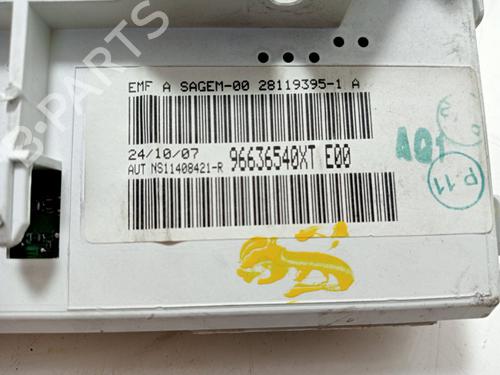 B-PARTS
EMF A SAGEM-00 28119395-1 A
24/10/07 96636540XT E00
AUT NS11408421-R
AQ1
P.11